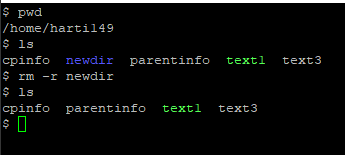 $ pwd
/home/harti149
$ ls
cpinfo newdir parentinfo text1 text3
$ rm -r newdir
$ ls
cpinfo parentinfo text1 text3
$